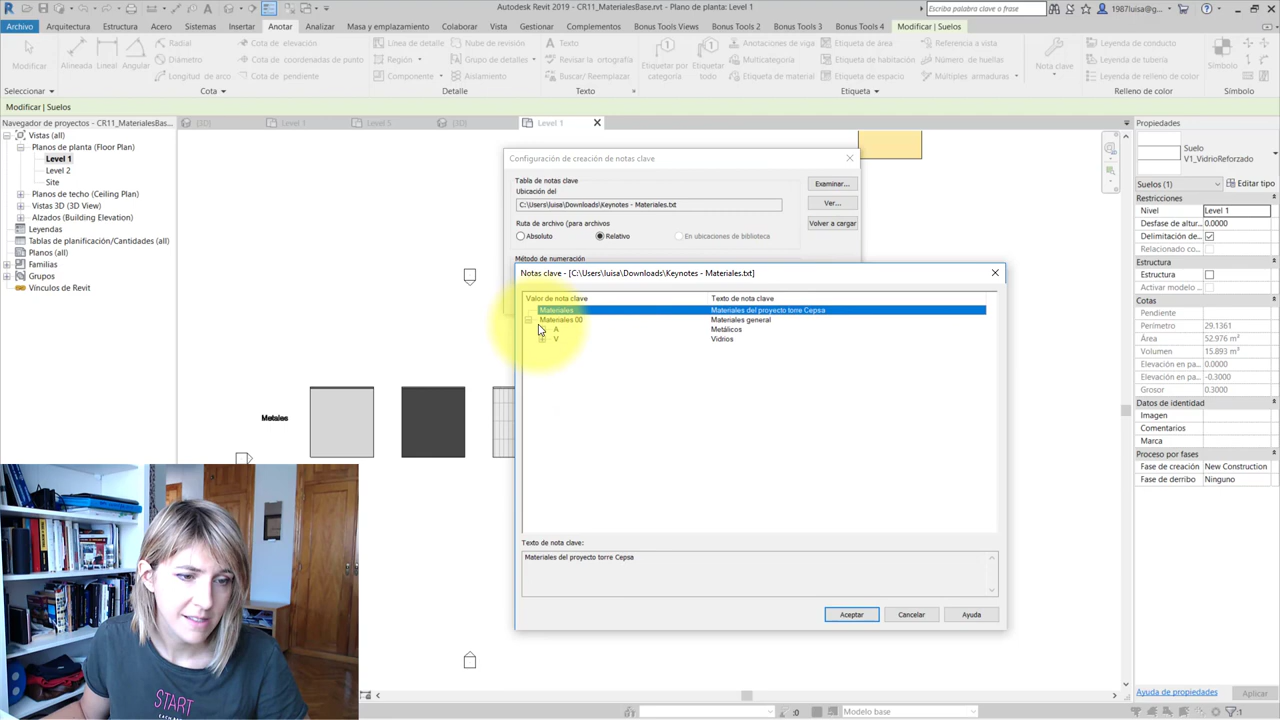 Autodesk Revit 2019 - CR11_MaterialesBase.rvt - Plano de planta: Level 1
Escriba palabra clave o frase
1987luisa@g...
Archivo Arquitectura Estructura Acero Sistemas Insertar Anotar Masa y emplazamiento Colaborar Vista Gestionar Complementos Bonus Tools Views Bonus Tools 2 Bonus Tools 3 Bonus Tools 4 Modificar | Suelos
Radial Cota de elevación Línea de detalle Nube de revisión Texto Anotaciones de viga Etiqueta de área Referencia a vista Leyenda de conducto
Diámetro Cota de coordenadas de punto Región Grupo de detalles Revisar la ortografía Multicategoría Etiqueta de habitación Número de huellas Leyenda de tubería
Modificar Alineada Lineal Angular Longitud de arco Cota de pendiente Componente Aislamiento Buscar/ Reemplazar Etiquetar por categoría Etiquetar todo Etiqueta de material Etiqueta de espacio Múltiples armaduras Nota clave Leyenda de relleno de color Símbolo
Seleccionar Cota Detalle Texto Etiqueta Relleno de color Símbolo
Modificar | Suelos
Navegador de proyectos - CR11_MaterialesBas...
Vistas (all)
Planos de planta (Floor Plan)
Level 1
Level 2
Site
Planos de techo (Ceiling Plan)
Vistas 3D (3D View)
Alzados (Building Elevation)
Leyendas
Tablas de planificación/Cantidades (all)
Planos (all)
Familias
Grupos
Vínculos de Revit
{3D} Level 1 Level 5 {3D} Level 1
Metales
Configuración de creación de notas clave
Tabla de notas clave
Ubicación del
C:\Users\luisa\Downloads\Keynotes - Materiales.txt
Examinar...
Ver...
Volver a cargar
Ruta de archivo (para archivos
Absoluto Relativo En ubicaciones de biblioteca
Método de numeración
Notas clave - [C:\Users\luisa\Downloads\Keynotes - Materiales.txt]
Valor de nota clave Texto de nota clave
Materiales Materiales del proyecto torre Cepsa
Materiales 00 Materiales general
A Metálicos
V Vidrios
Texto de nota clave:
Materiales del proyecto torre Cepsa
Aceptar Cancelar Ayuda
Propiedades
Suelo
V1_VidrioReforzado
Suelos (1) Editar tipo
Restricciones
Nivel Level 1
Desfase de altur... 0.0000
Delimitación de...
Relacionado co...
Estructura
Estructura
Activar modelo ...
Cotas
Pendiente
Perímetro 29.1361
Área 52.976 m²
Volumen 15.893 m³
Elevación en pa... 0.0000
Elevación en pa... -0.3000
Grosor 0.3000
Datos de identidad
Imagen
Comentarios
Marca
Proceso por fases
Fase de creación New Construction
Fase de derribo Ninguno
Ayuda de propiedades Aplicar
:0 Modelo base :1
START